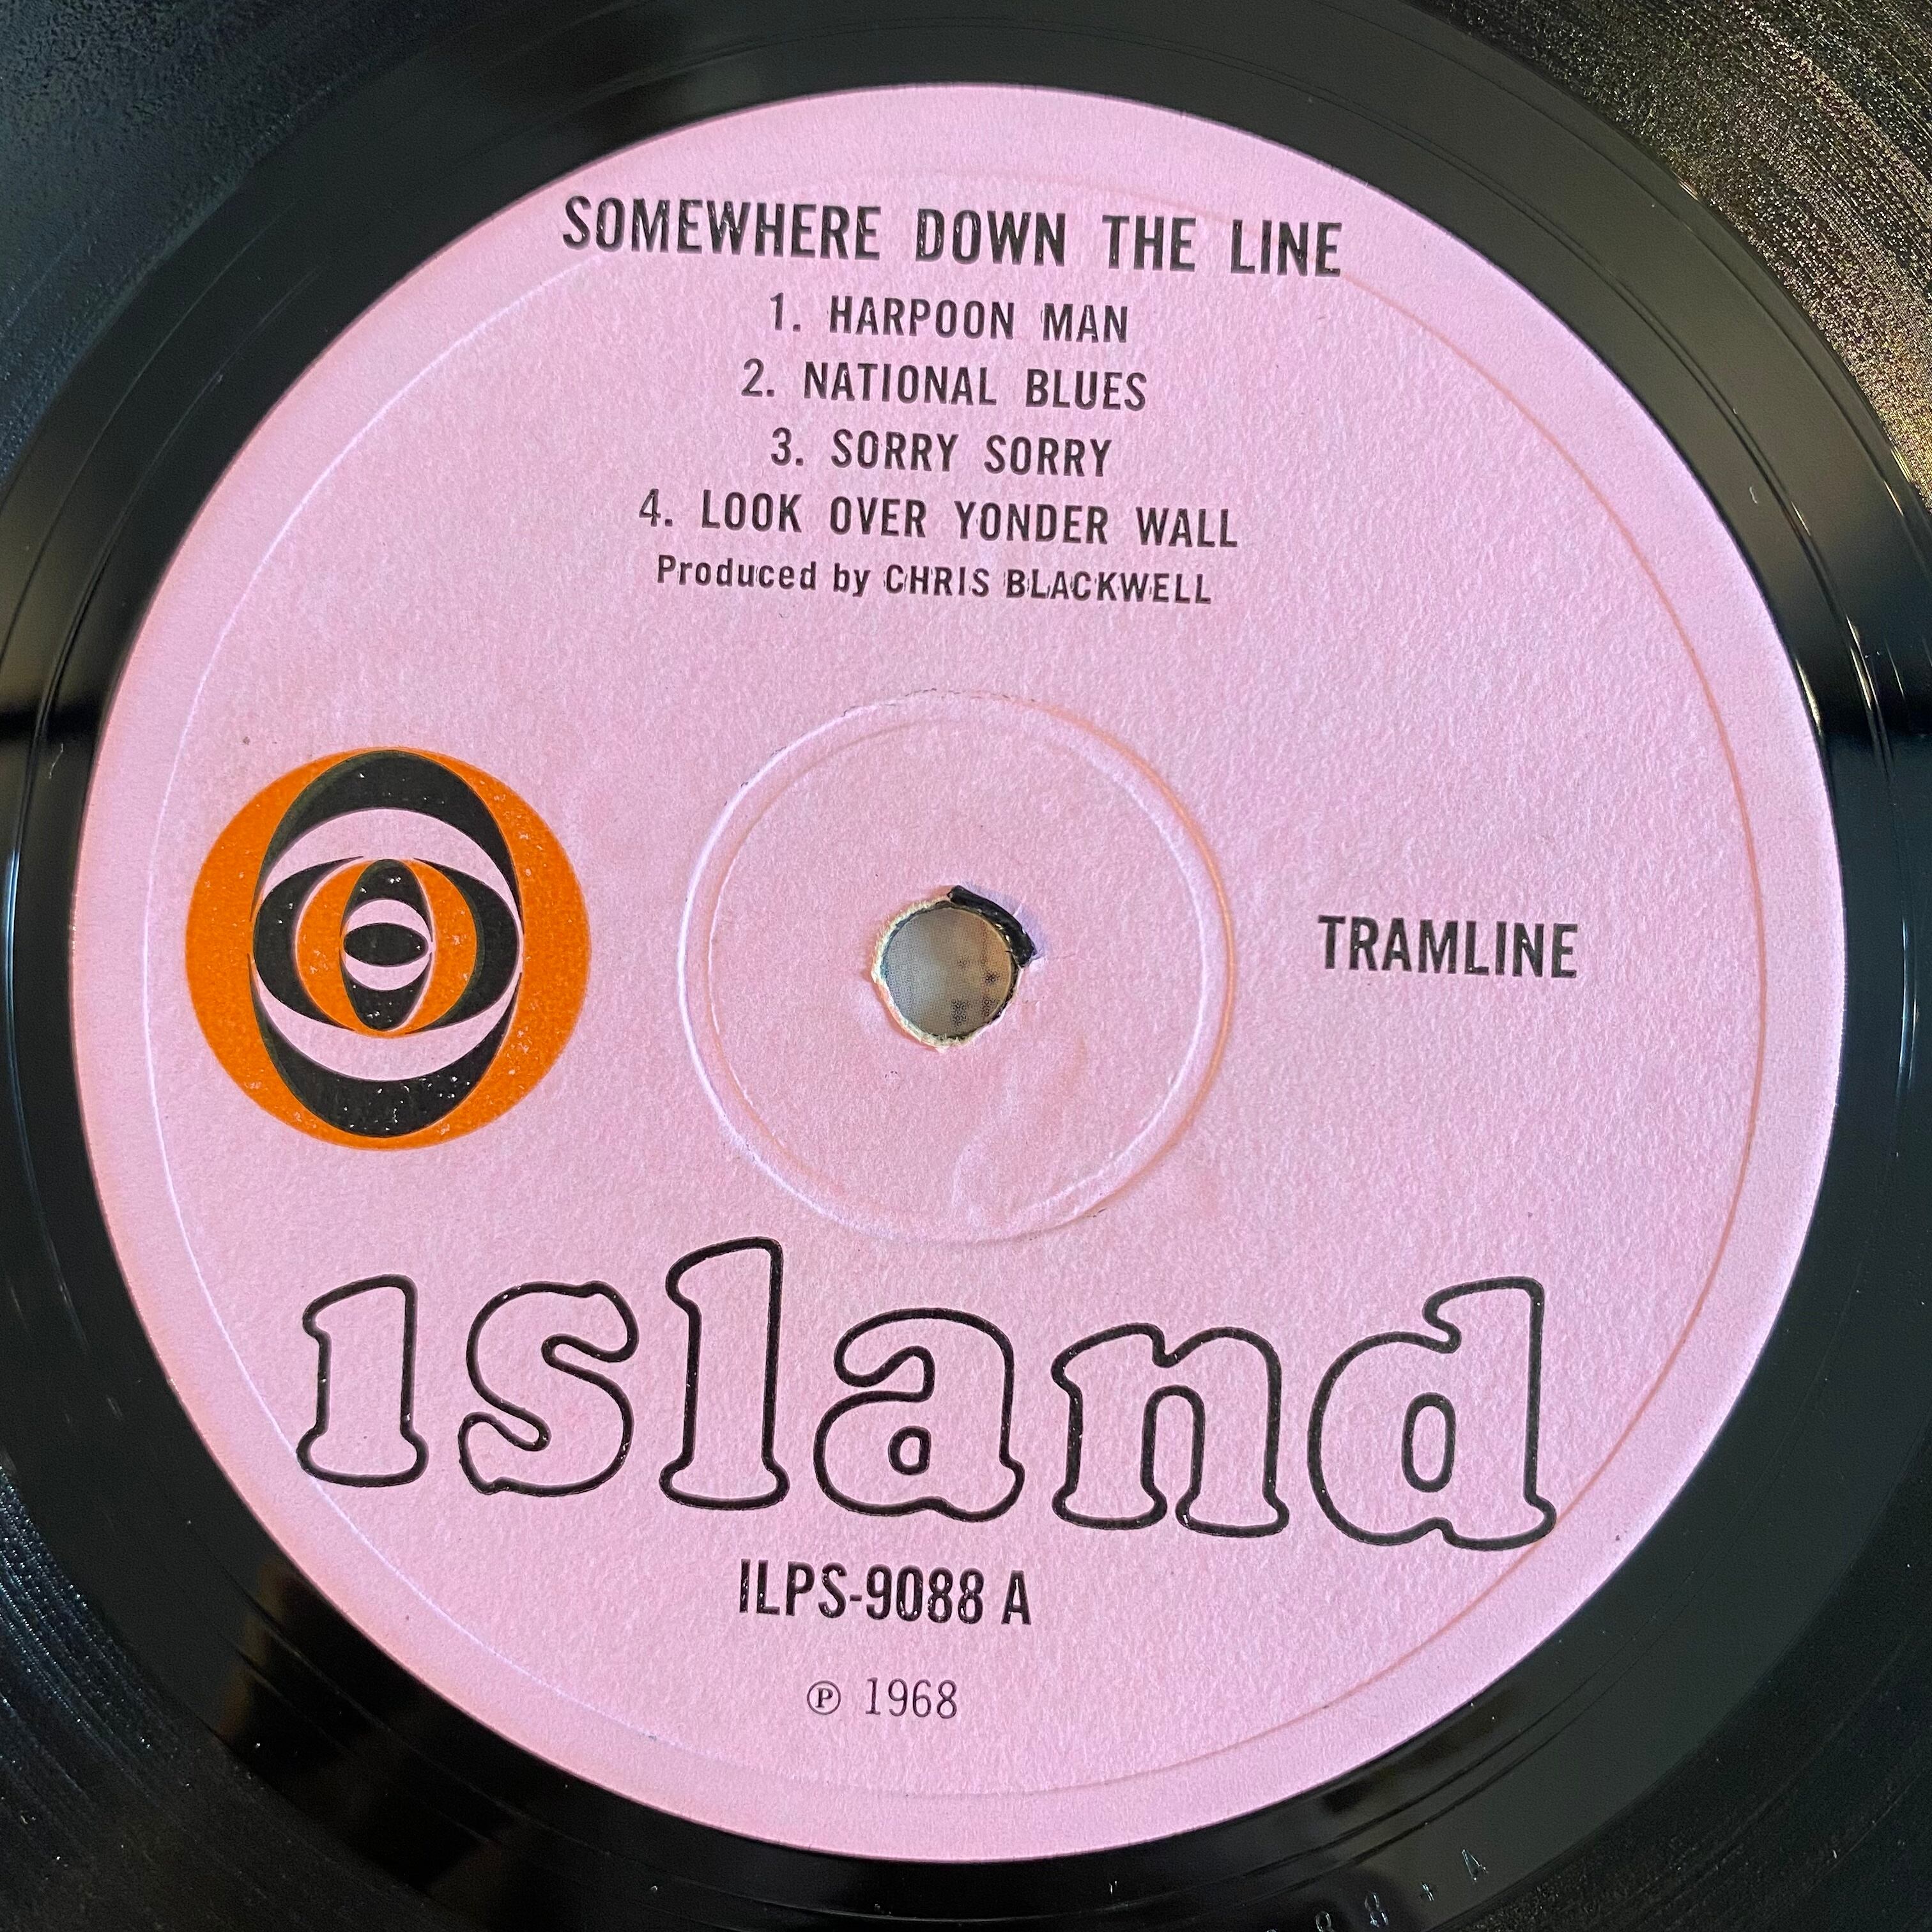 SOMEWHERE DOWN THE LINE
1. HARPOON MAN
2. NATIONAL BLUES
3. SORRY SORRY
4. LOOK OVER YONDER WALL
Produced by CHRIS BLACKWELL
TRAMLINE
island
ILPS-9088 A
℗ 1968
88 + A